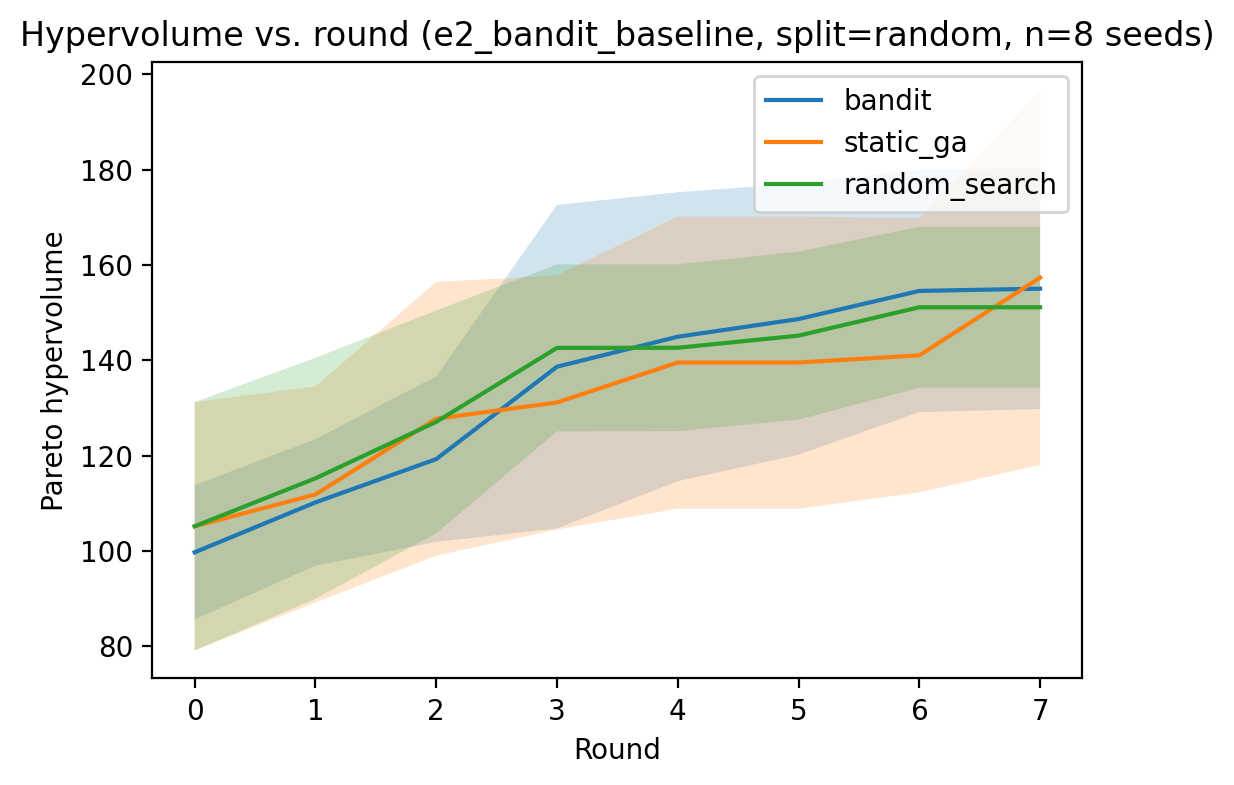 Hypervolume vs. round (e2_bandit_baseline, split=random, n=8 seeds)
200
180
160
140
120
100
80
Pareto hypervolume
bandit
static_ga
random_search
0 1 2 3 4 5 6 7
Round